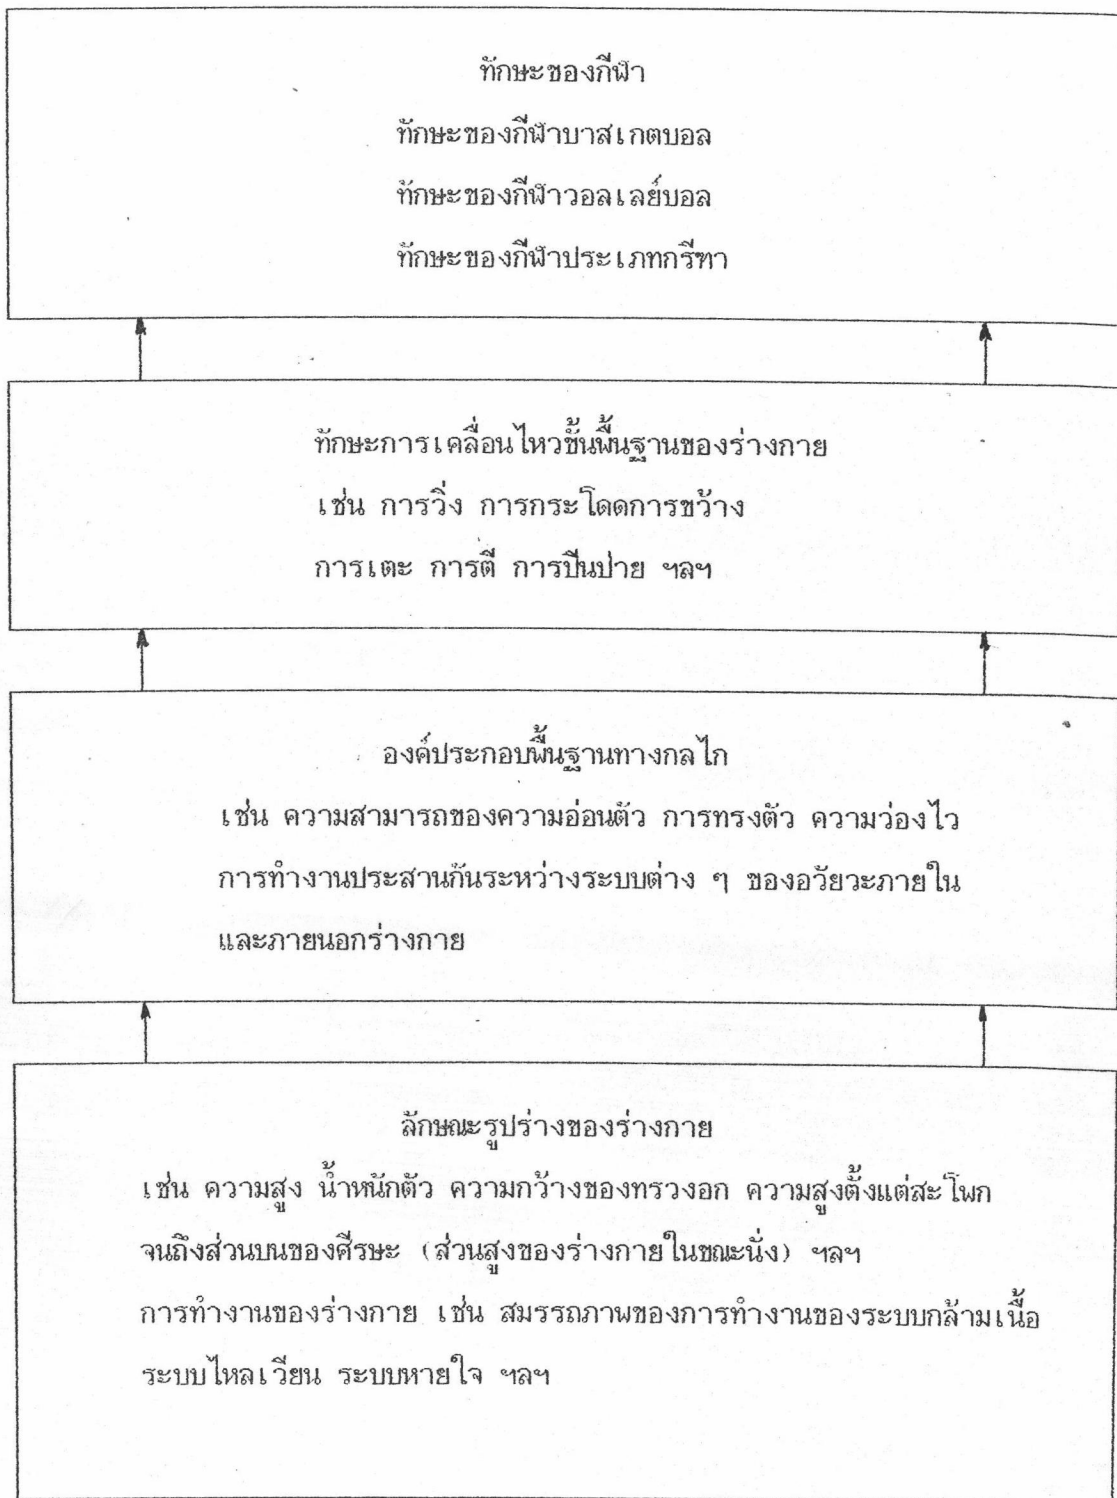 ทักษะของกีฬา
ทักษะของกีฬาบาสเกตบอล
ทักษะของกีฬาวอลเลย์บอล
ทักษะของกีฬาประเภทกรีฑา
ทักษะการเคลื่อนไหวขั้นพื้นฐานของร่างกาย
เช่น การวิ่ง การกระโดดการขว้าง
การเตะ การตี การปีนป่าย ฯลฯ
องค์ประกอบพื้นฐานทางกลไก
เช่น ความสามารถของความอ่อนตัว การทรงตัว ความว่องไว
การทำงานประสานกันระหว่างระบบต่าง ๆ ของอวัยวะภายใน
และภายนอกร่างกาย
ลักษณะรูปร่างของร่างกาย
เช่น ความสูง น้ำหนักตัว ความกว้างของทรวงอก ความสูงตั้งแต่สะโพก
จนถึงส่วนบนของศีรษะ (ส่วนสูงของร่างกายในขณะนั่ง) ฯลฯ
การทำงานของร่างกาย เช่น สมรรถภาพของการทำงานของระบบกล้ามเนื้อ
ระบบไหลเวียน ระบบหายใจ ฯลฯ